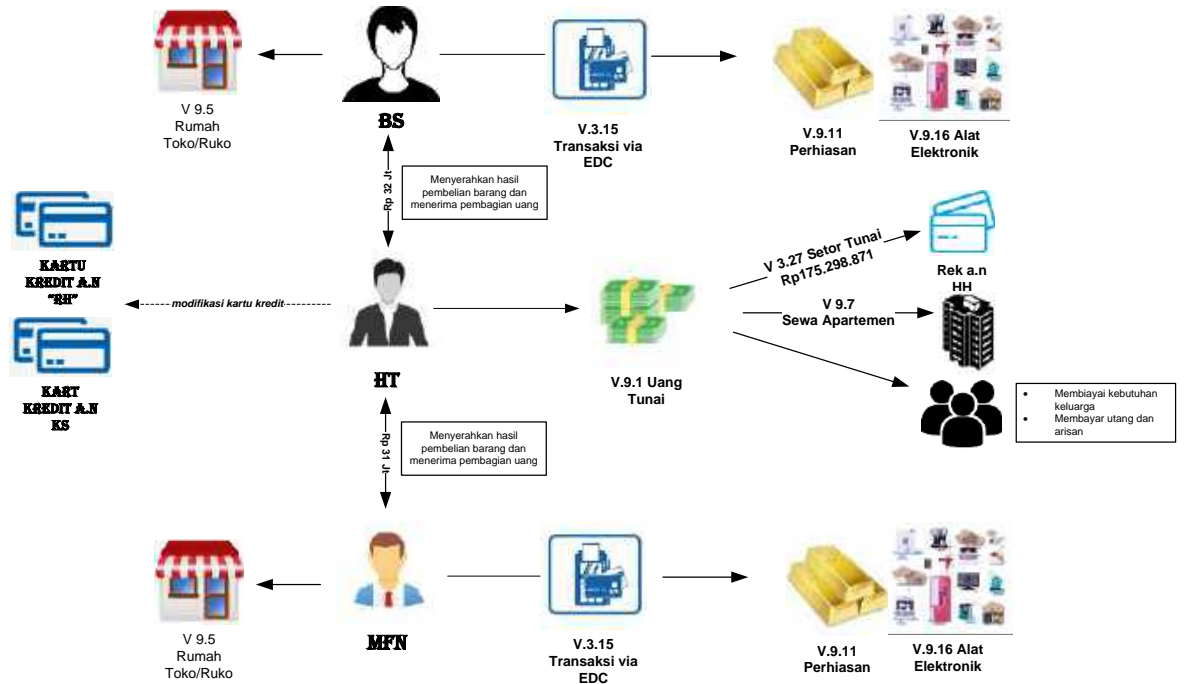 V 9.5
Rumah
Toko/Ruko
BS
V.3.15
Transaksi via
EDC
V.9.11
Perhiasan
V.9.16 Alat
Elektronik
Rp 32 Jt
Menyerahkan hasil
pembelian barang dan
menerima pembagian uang
KARTU
KREDIT A.N
“RH”
modifikasi kartu kredit
KART
KREDIT A.N
KS
HT
V.9.1 Uang
Tunai
V 3.27 Setor Tunai
Rp175.298.871
Rek a.n
HH
V 9.7
Sewa Apartemen
• Membiayai kebutuhan
keluarga
• Membayar utang dan
arisan
Rp 31 Jt
Menyerahkan hasil
pembelian barang dan
menerima pembagian uang
V 9.5
Rumah
Toko/Ruko
MFN
V.3.15
Transaksi via
EDC
V.9.11
Perhiasan
V.9.16 Alat
Elektronik